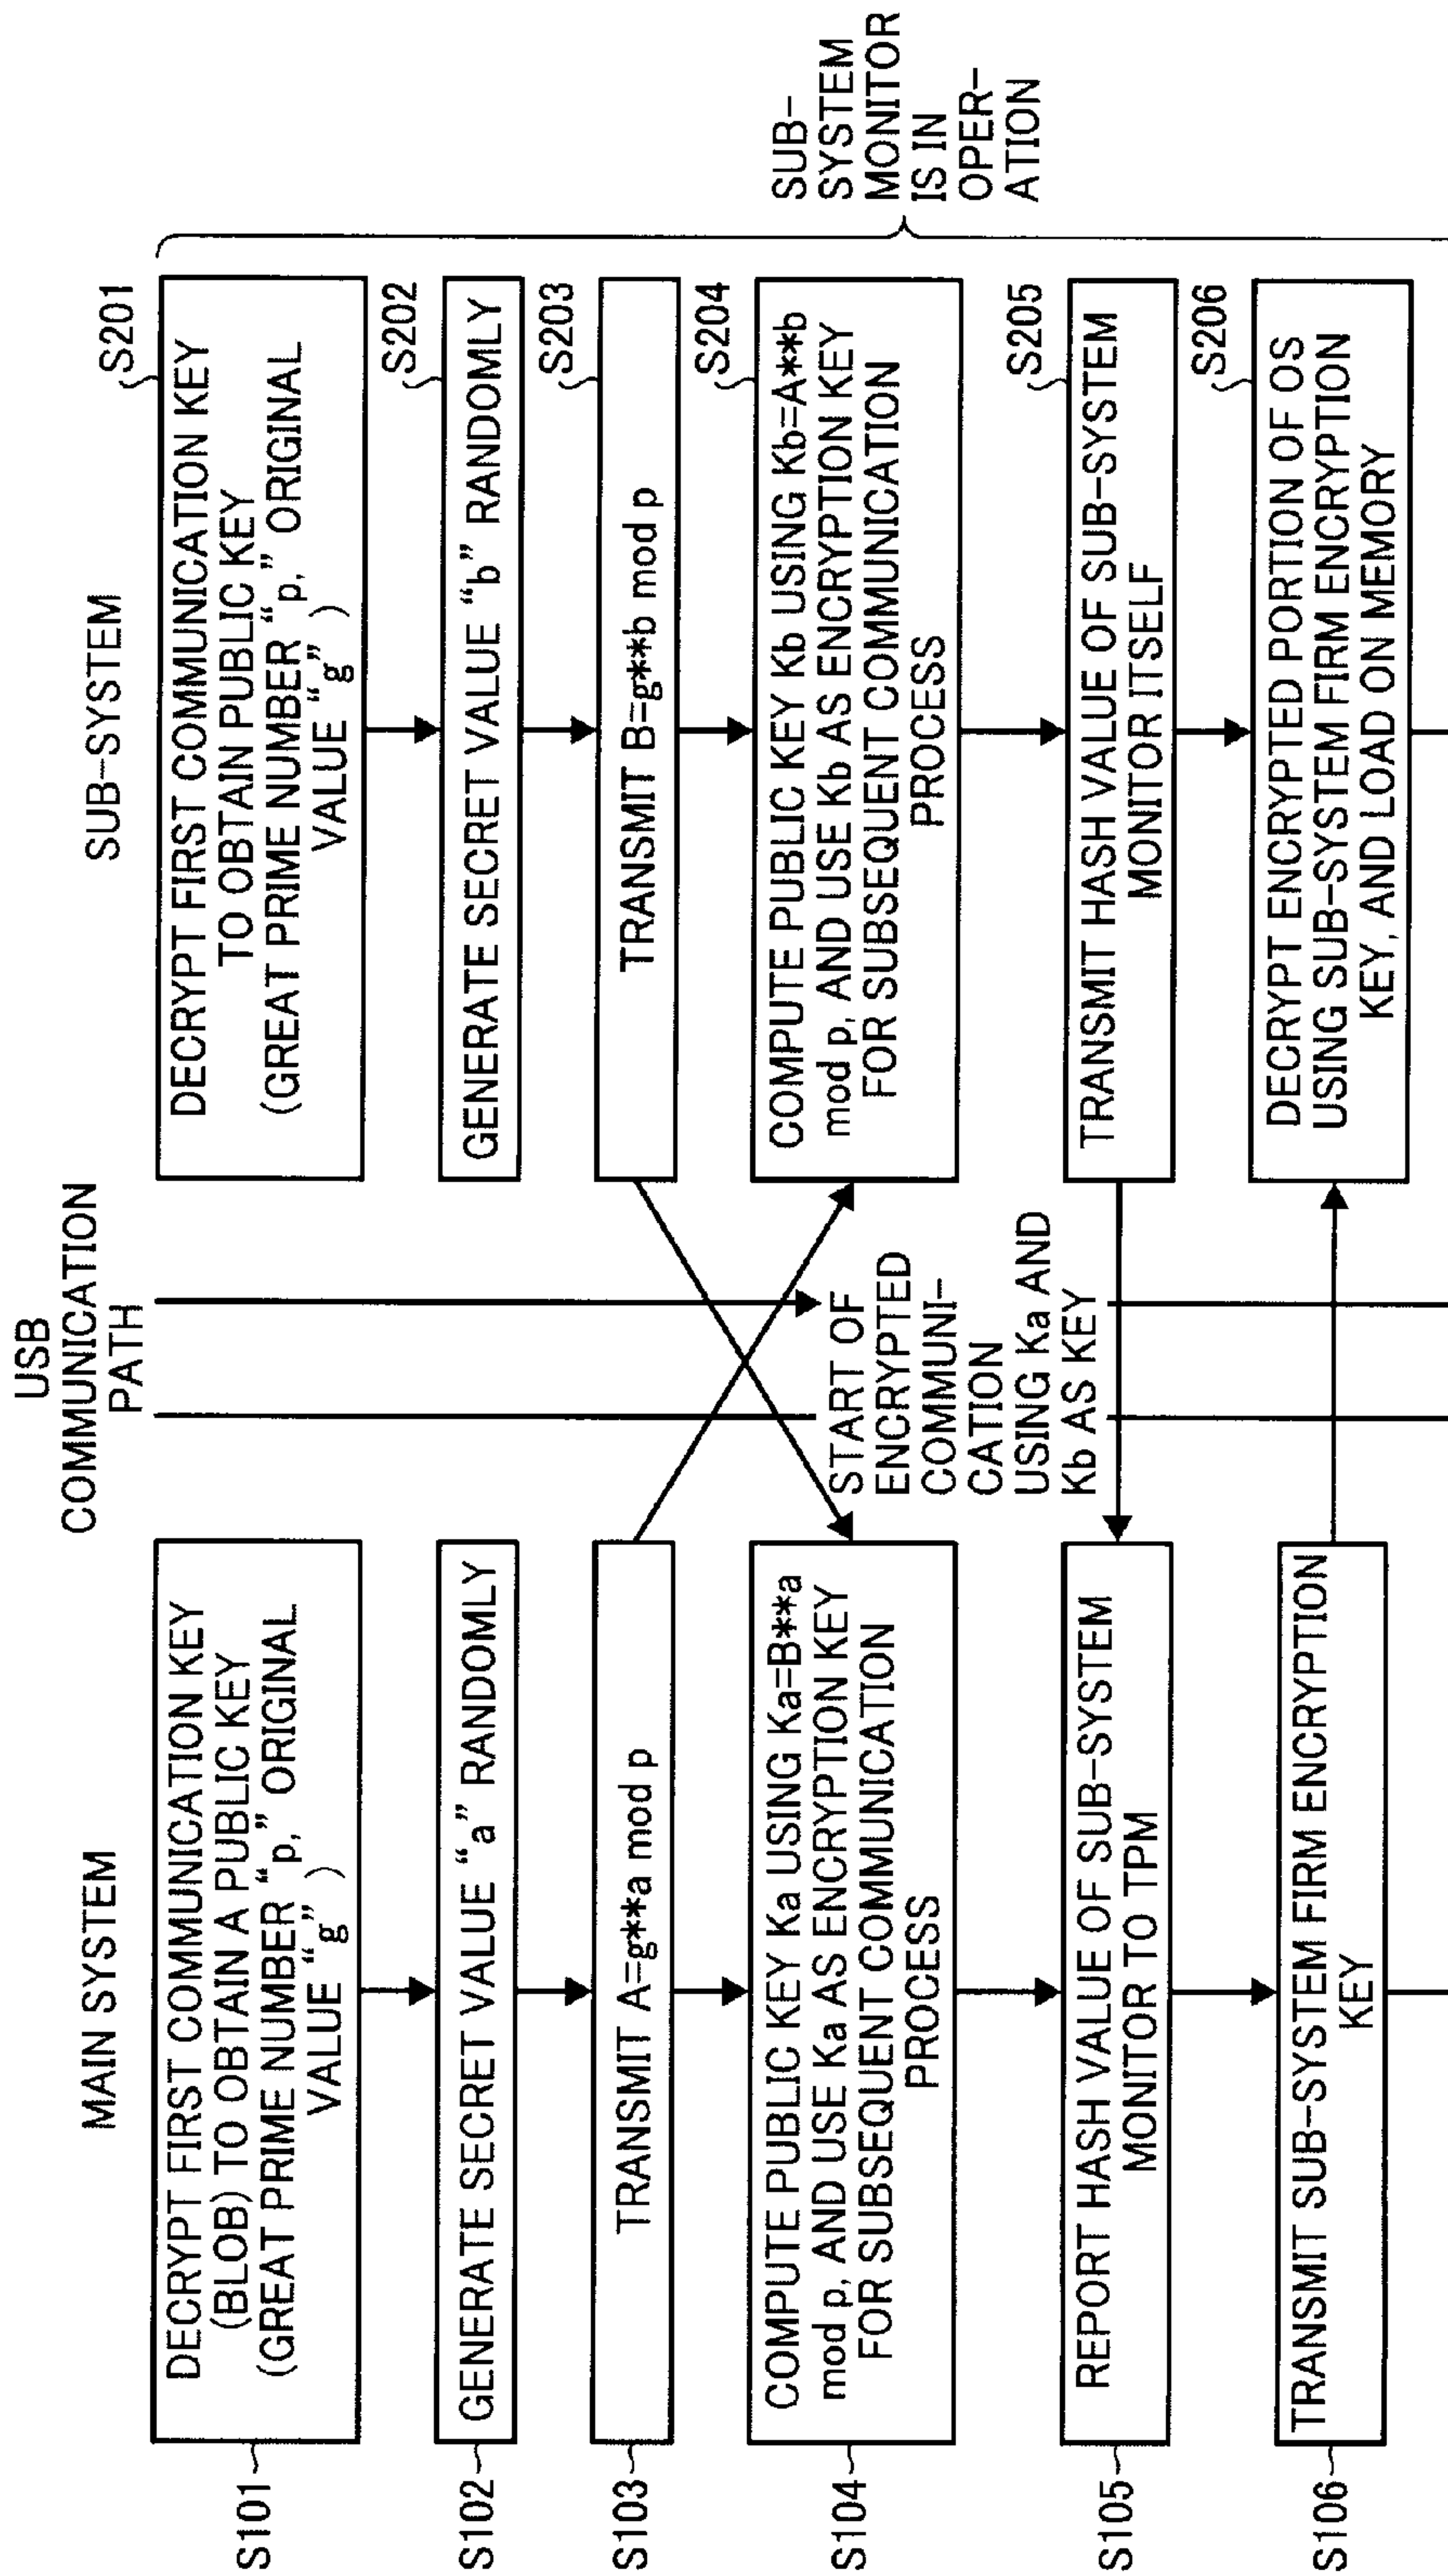 MAIN SYSTEM
USB
COMMUNICATION
PATH
SUB-SYSTEM
S101
DECRYPT FIRST COMMUNICATION KEY
(BLOB) TO OBTAIN A PUBLIC KEY
(GREAT PRIME NUMBER “p,” ORIGINAL
VALUE “g”)
S102
GENERATE SECRET VALUE “a” RANDOMLY
S103
TRANSMIT A=g**a mod p
S104
COMPUTE PUBLIC KEY Ka USING Ka=B**a
mod p, AND USE Ka AS ENCRYPTION KEY
FOR SUBSEQUENT COMMUNICATION
PROCESS
S105
REPORT HASH VALUE OF SUB-SYSTEM
MONITOR TO TPM
S106
TRANSMIT SUB-SYSTEM FIRM ENCRYPTION
KEY
START OF
ENCRYPTED
COMMUNI-
CATION
USING Ka AND
Kb AS KEY
S201
DECRYPT FIRST COMMUNICATION KEY
TO OBTAIN PUBLIC KEY
(GREAT PRIME NUMBER “p,” ORIGINAL
VALUE “g”)
S202
GENERATE SECRET VALUE “b” RANDOMLY
S203
TRANSMIT B=g**b mod p
S204
COMPUTE PUBLIC KEY Kb USING Kb=A**b
mod p, AND USE Kb AS ENCRYPTION KEY
FOR SUBSEQUENT COMMUNICATION
PROCESS
S205
TRANSMIT HASH VALUE OF SUB-SYSTEM
MONITOR ITSELF
S206
DECRYPT ENCRYPTED PORTION OF OS
USING SUB-SYSTEM FIRM ENCRYPTION
KEY, AND LOAD ON MEMORY
SUB-
SYSTEM
MONITOR
IS IN
OPER-
ATION